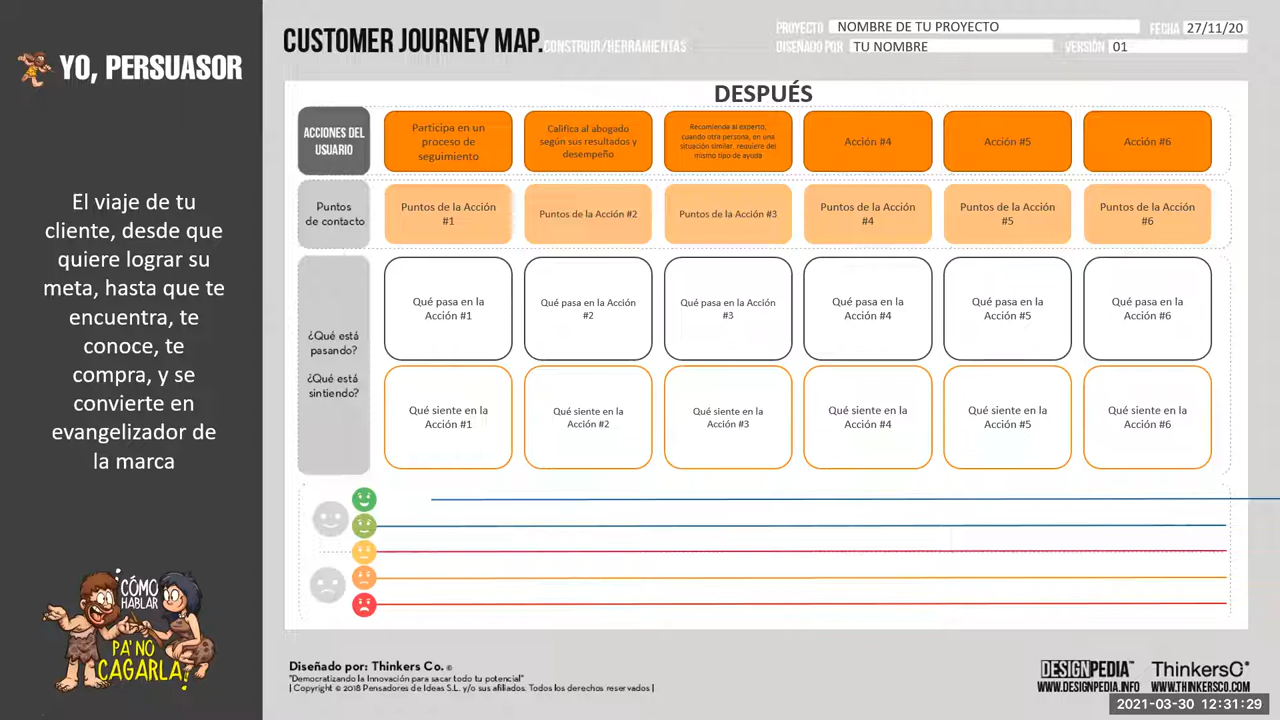 YO, PERSUASOR
El viaje de tu
cliente, desde que
quiere lograr su
meta, hasta que te
encuentra, te
conoce, te
compra, y se
convierte en
evangelizador de
la marca
¿CÓMO
HABLAR
PA' NO
CAGARLA!
CUSTOMER JOURNEY MAP.
CONSTRUIR/HERRAMIENTAS
PROYECTO NOMBRE DE TU PROYECTO
FECHA 27/11/20
DISEÑADO POR TU NOMBRE
VERSIÓN 01
DESPUÉS
ACCIONES DEL
USUARIO
Participa en un
proceso de
seguimiento
Califica al abogado
según sus resultados y
desempeño
Recomienda al experto,
cuando otra persona, en una
situación similar, requiere del
mismo tipo de ayuda
Acción #4
Acción #5
Acción #6
Puntos
de contacto
Puntos de la Acción
#1
Puntos de la Acción #2
Puntos de la Acción #3
Puntos de la Acción
#4
Puntos de la Acción
#5
Puntos de la Acción
#6
¿Qué está
pasando?
¿Qué está
sintiendo?
Qué pasa en la
Acción #1
Qué pasa en la Acción
#2
Qué pasa en la Acción
#3
Qué pasa en la
Acción #4
Qué pasa en la
Acción #5
Qué pasa en la
Acción #6
Qué siente en la
Acción #1
Qué siente en la
Acción #2
Qué siente en la
Acción #3
Qué siente en la
Acción #4
Qué siente en la
Acción #5
Qué siente en la
Acción #6
Diseñado por: Thinkers Co. ©
"Democratizando la Innovación para sacar todo tu potencial"
| Copyright © 2018 Pensadores de Ideas S.L. y/o sus afiliados. Todos los derechos reservados |
DESIGNPEDIA™
WWW.DESIGNPEDIA.INFO
ThinkersCo®
WWW.THINKERSCO.COM
2021-03-30 12:31:29